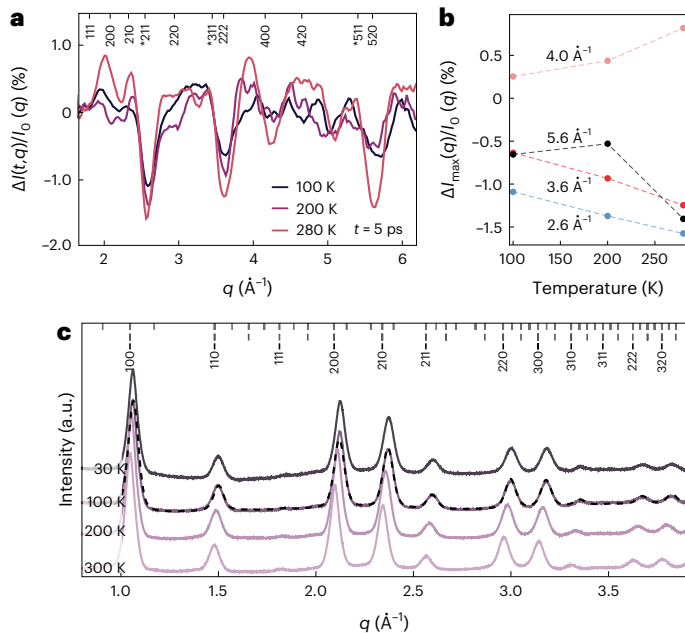 a
b
111
200
210
*211
220
*311
222
400
420
*511
520
1.0
0
−1.0
−2.0
ΔI(t,q)/I₀ (q) (%)
100 K
200 K
280 K
t = 5 ps
2
3
4
5
6
q (Å⁻¹)
0.5
0
−0.5
−1.0
−1.5
ΔI_max(q)/I₀ (q) (%)
4.0 Å⁻¹
5.6 Å⁻¹
3.6 Å⁻¹
2.6 Å⁻¹
100
200
250
Temperature (K)
c
100
110
111
200
210
211
220
300
310
311
222
320
Intensity (a.u.)
30 K
100 K
200 K
300 K
1.0
1.5
2.0
2.5
3.0
3.5
q (Å⁻¹)